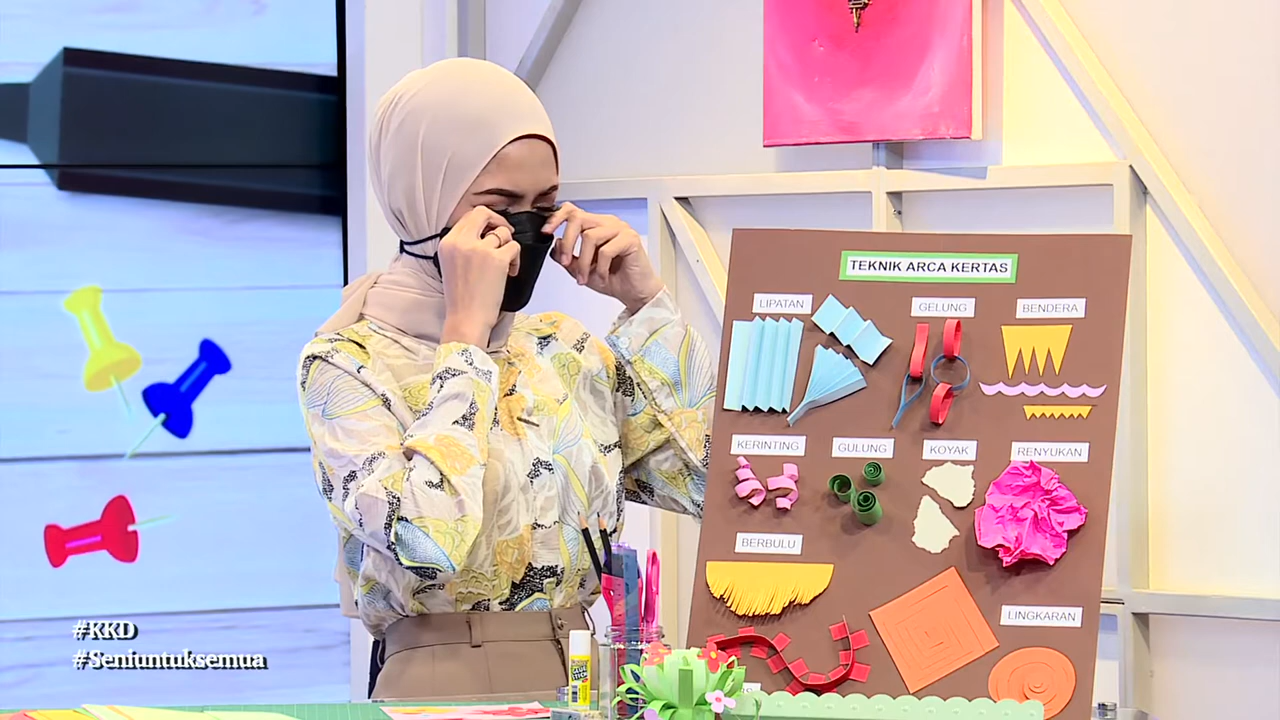 TEKNIK ARCA KERTAS
LIPATAN
GELUNG
BENDERA
KERINTING
GULUNG
KOYAK
RENYUKAN
BERBULU
LINGKARAN
#KKD
#Seniuntuksemua